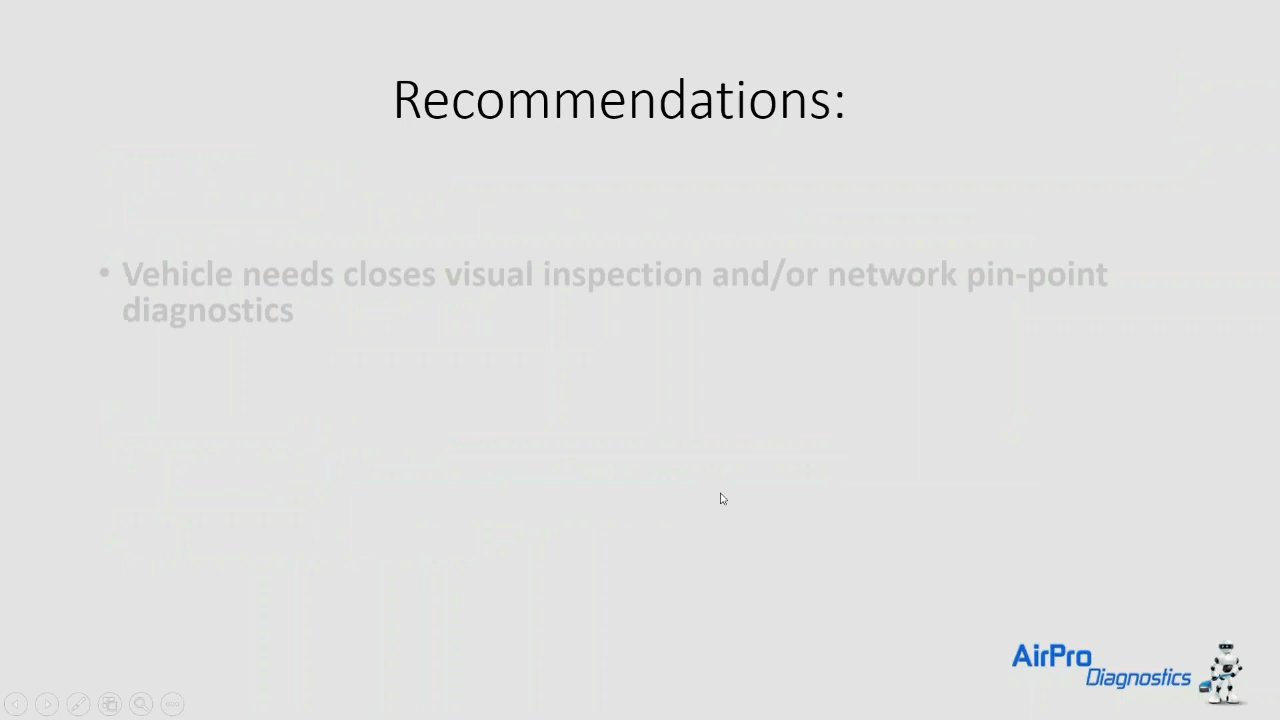 Recommendations:
• Vehicle needs closes visual inspection and/or network pin-point
diagnostics
AirPro
Diagnostics